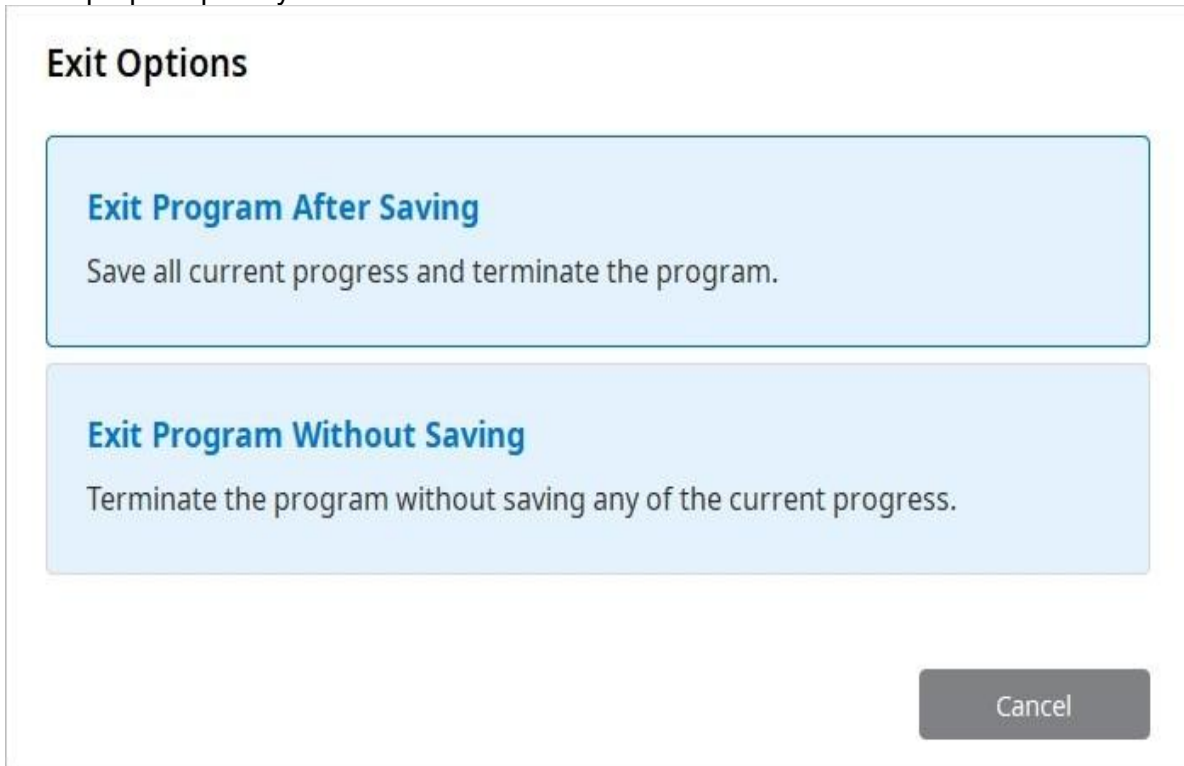 Exit Options
Exit Program After Saving
Save all current progress and terminate the program.
Exit Program Without Saving
Terminate the program without saving any of the current progress.
Cancel